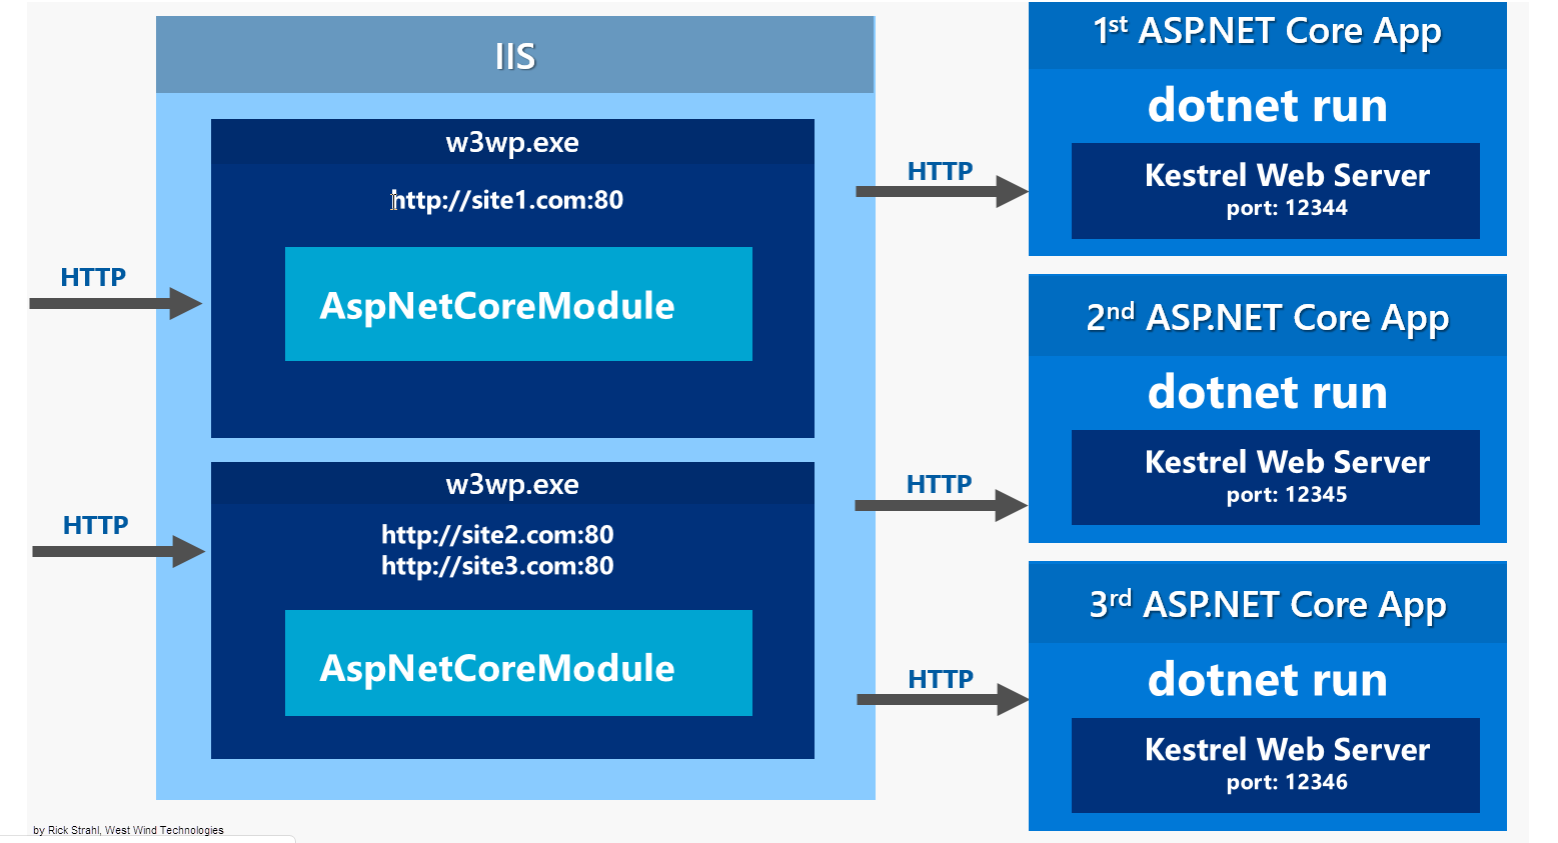 IIS
w3wp.exe
http://site1.com:80
AspNetCoreModule
HTTP
w3wp.exe
http://site2.com:80
http://site3.com:80
AspNetCoreModule
HTTP
HTTP
1st ASP.NET Core App
dotnet run
Kestrel Web Server
port: 12344
HTTP
2nd ASP.NET Core App
dotnet run
Kestrel Web Server
port: 12345
HTTP
3rd ASP.NET Core App
dotnet run
Kestrel Web Server
port: 12346
by Rick Strahl, West Wind Technologies